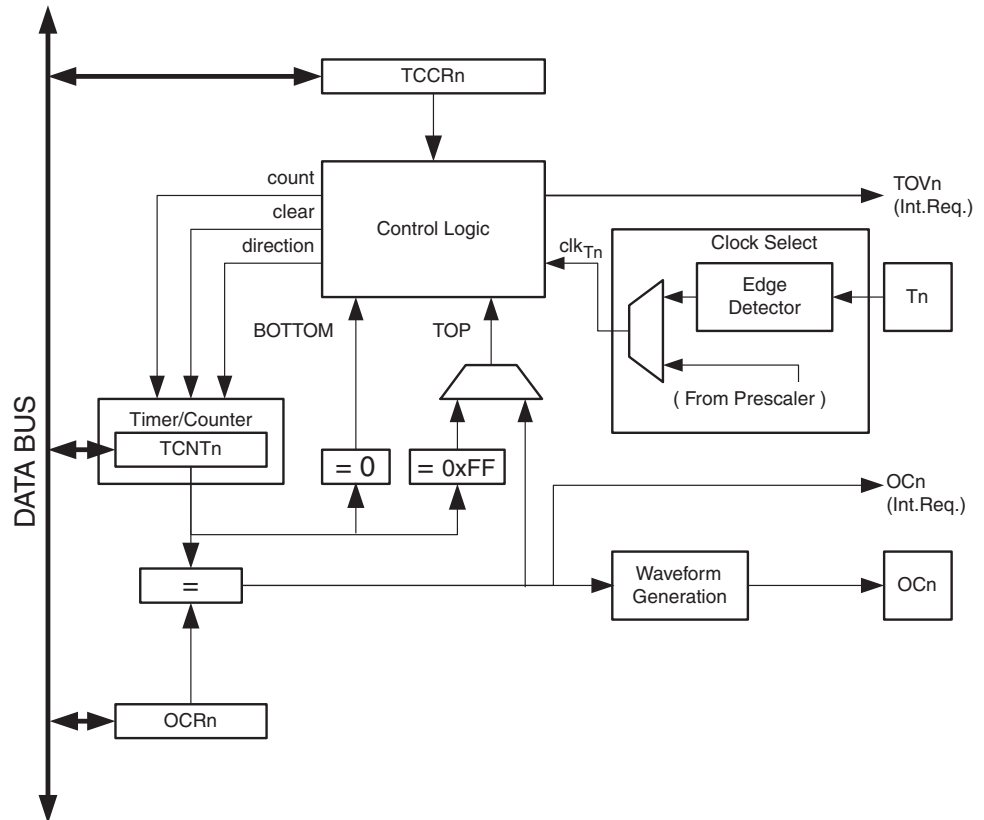 TCCRn
count
clear
direction
Control Logic
TOVn
(Int.Req.)
clkTn
Clock Select
Edge
Detector
Tn
( From Prescaler )
BOTTOM
TOP
Timer/Counter
TCNTn
= 0
= 0xFF
OCn
(Int.Req.)
=
Waveform
Generation
OCn
OCRn
DATA BUS